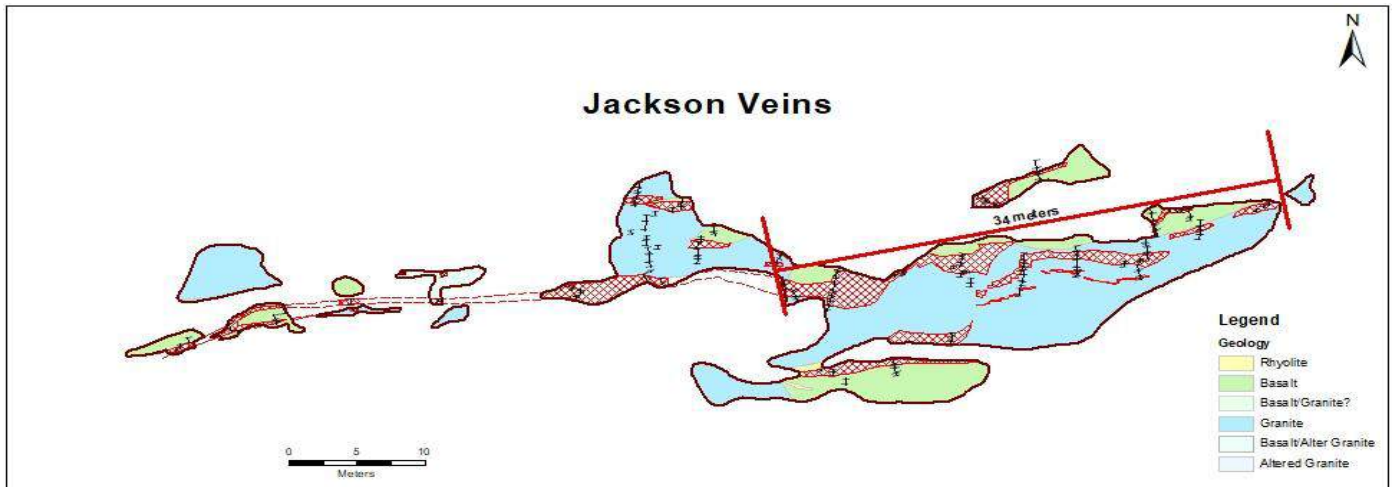 N
Jackson Veins
34 meters
Legend
Geology
Rhyolite
Basalt
Basalt/Granite?
Granite
Basalt/Alter Granite
Altered Granite
0 5 10
Meters